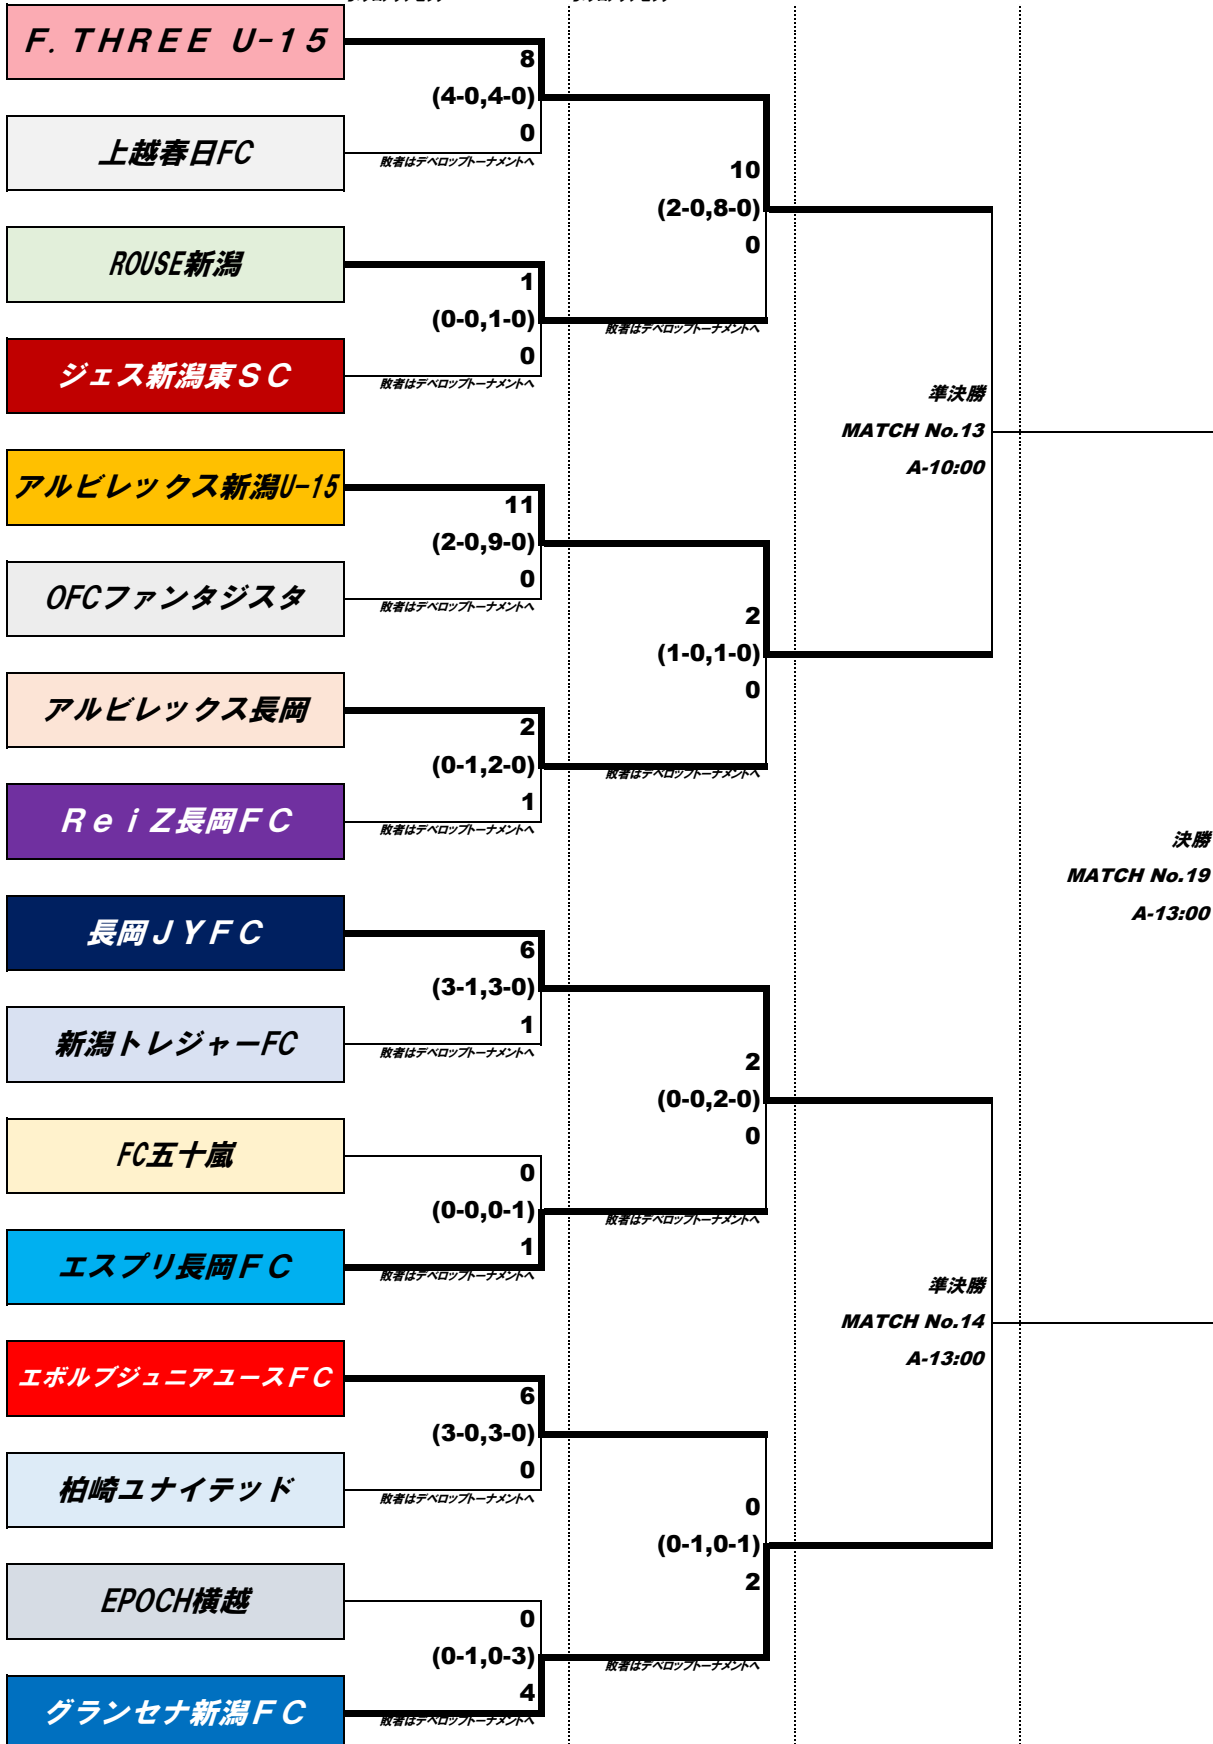 F. THREE U-15
8
(4-0,4-0)
0
上越春日FC
敗者はデベロップトーナメントへ
10
(2-0,8-0)
0
ROUSE新潟
1
(0-0,1-0)
0
敗者はデベロップトーナメントへ
ジェス新潟東SC
敗者はデベロップトーナメントへ
準決勝
MATCH No.13
A-10:00
アルビレックス新潟U-15
11
(2-0,9-0)
0
OFCファンタジスタ
敗者はデベロップトーナメントへ
2
(1-0,1-0)
0
アルビレックス長岡
2
(0-1,2-0)
1
敗者はデベロップトーナメントへ
ReiZ長岡FC
敗者はデベロップトーナメントへ
決勝
MATCH No.19
A-13:00
長岡JYFC
6
(3-1,3-0)
1
新潟トレジャーFC
敗者はデベロップトーナメントへ
2
(0-0,2-0)
0
FC五十嵐
0
(0-0,0-1)
1
敗者はデベロップトーナメントへ
エスプリ長岡FC
敗者はデベロップトーナメントへ
準決勝
MATCH No.14
A-13:00
エボルブジュニアユースFC
6
(3-0,3-0)
0
柏崎ユナイテッド
敗者はデベロップトーナメントへ
0
(0-1,0-1)
2
EPOCH横越
0
(0-1,0-3)
4
敗者はデベロップトーナメントへ
グランセナ新潟FC
敗者はデベロップトーナメントへ